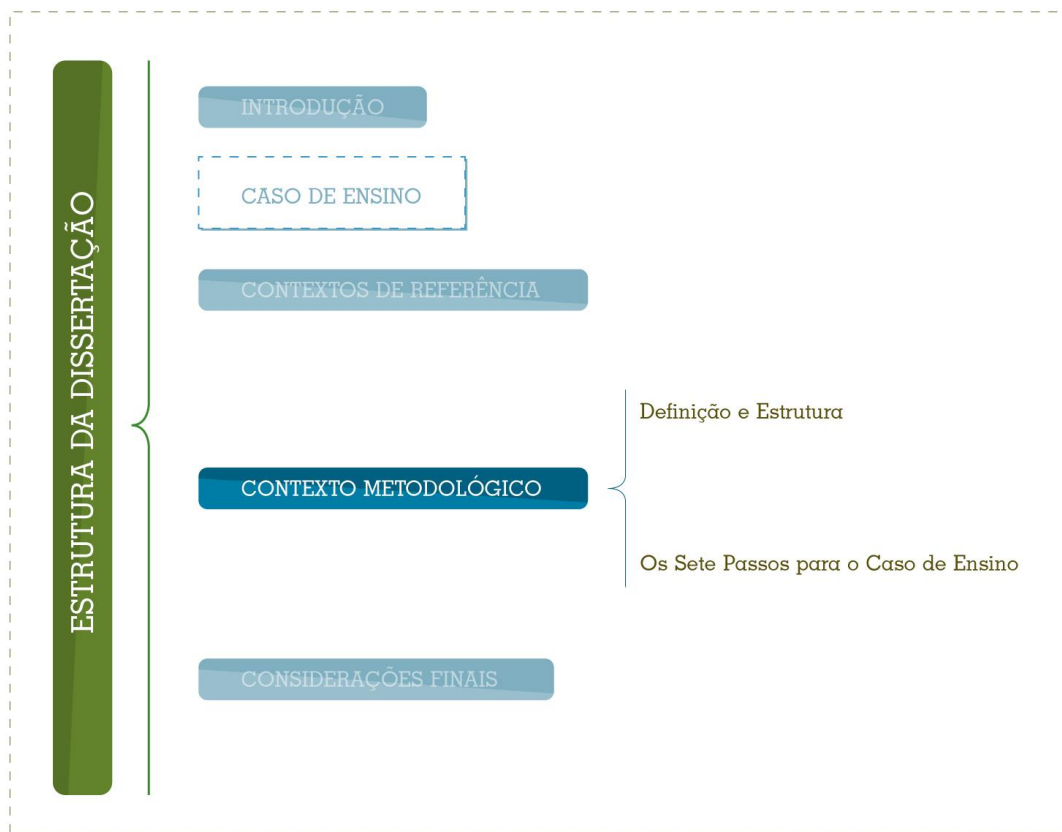 ESTRUTURA DA DISSERTAÇÃO
INTRODUÇÃO
CASO DE ENSINO
CONTEXTOS DE REFERÊNCIA
CONTEXTO METODOLÓGICO
Definição e Estrutura
Os Sete Passos para o Caso de Ensino
CONSIDERAÇÕES FINAIS